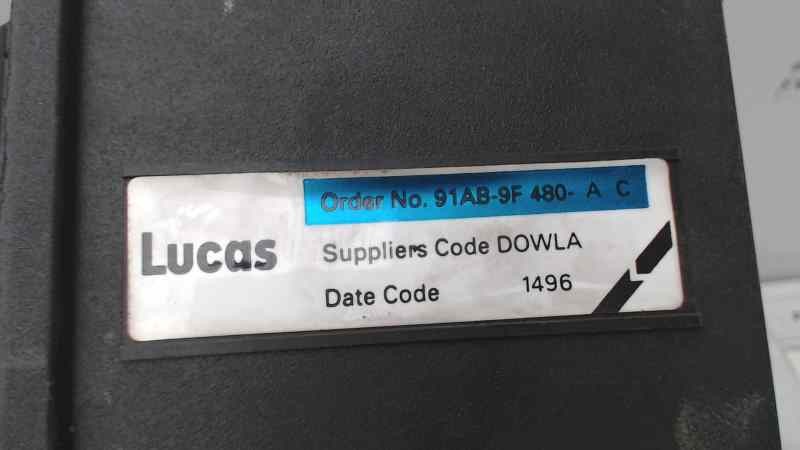 Order No. 91AB-9F 480- A C
Lucas
Suppliers Code DOWLA
Date Code 1496